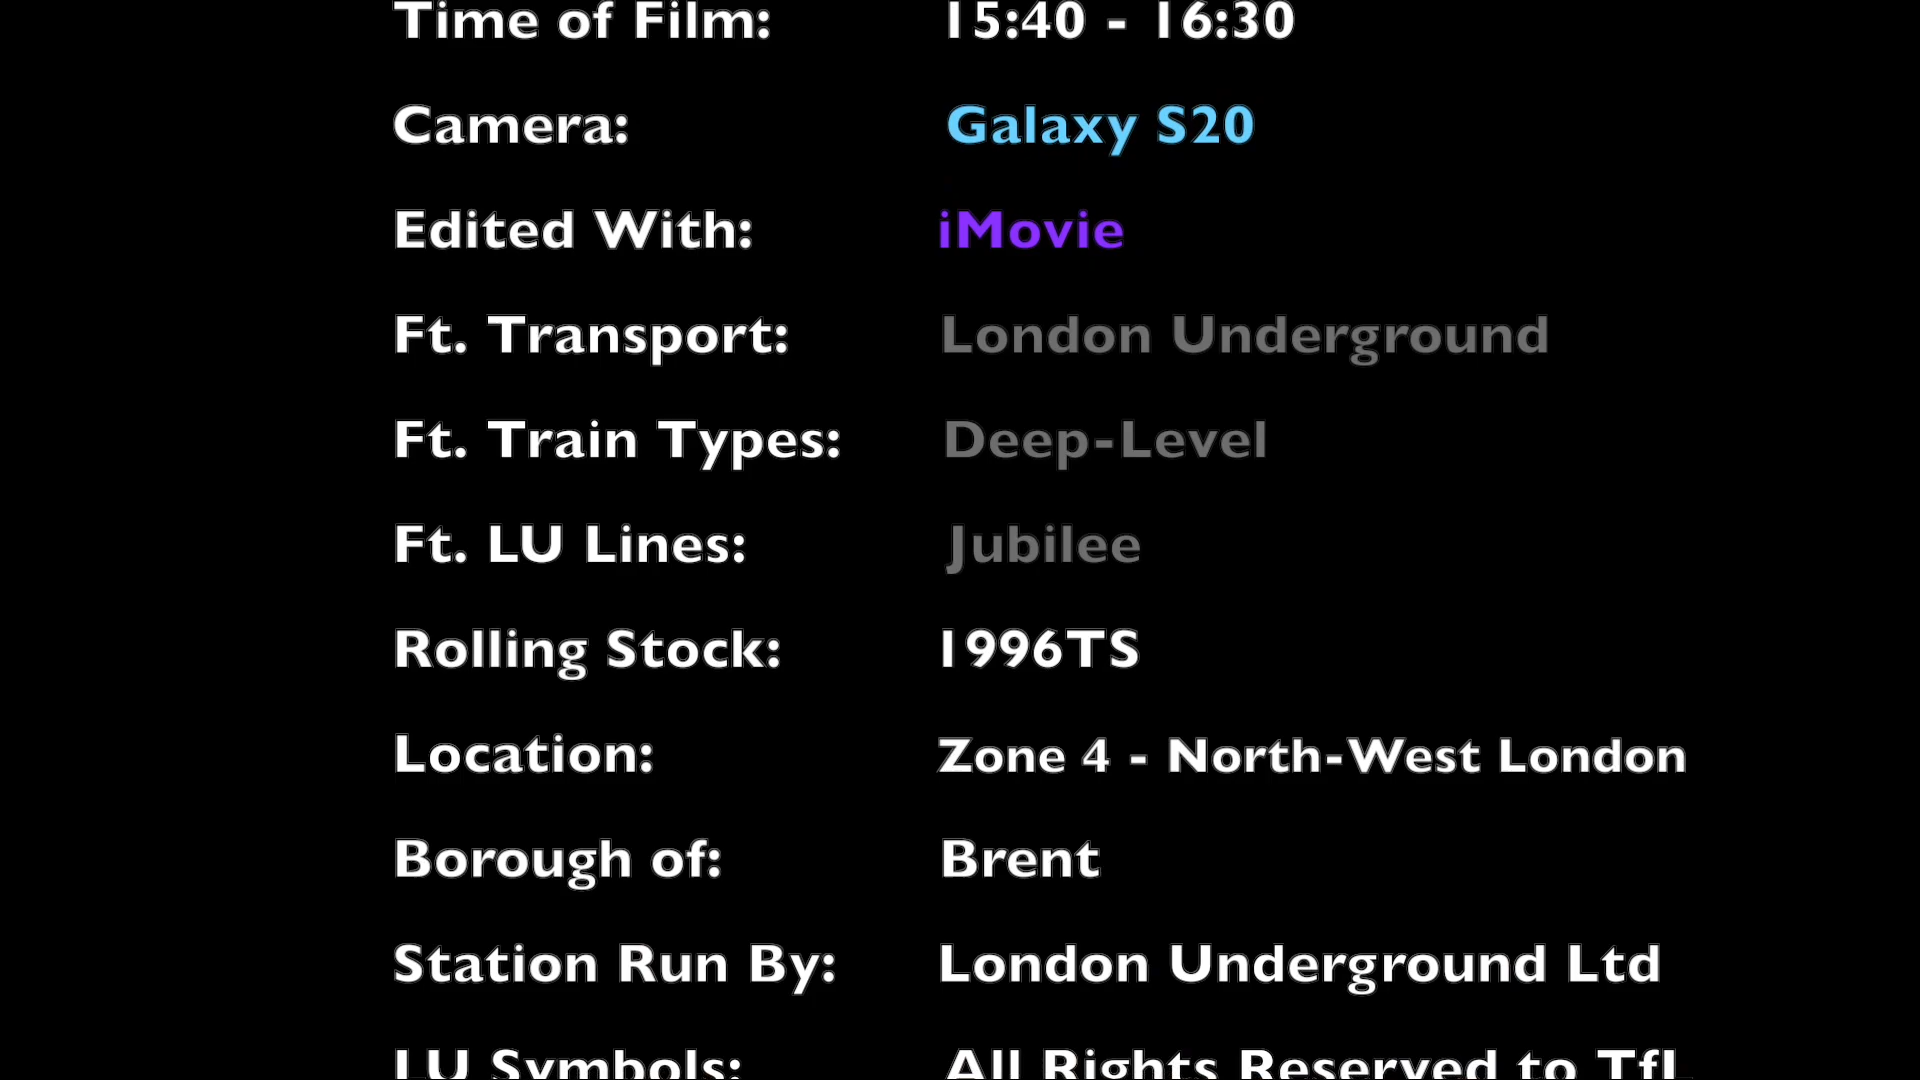 Time of Film: 15:40 - 16:30
Camera: Galaxy S20
Edited With: iMovie
Ft. Transport: London Underground
Ft. Train Types: Deep-Level
Ft. LU Lines: Jubilee
Rolling Stock: 1996TS
Location: Zone 4 - North-West London
Borough of: Brent
Station Run By: London Underground Ltd
LU Symbols: All Rights Reserved to TfL